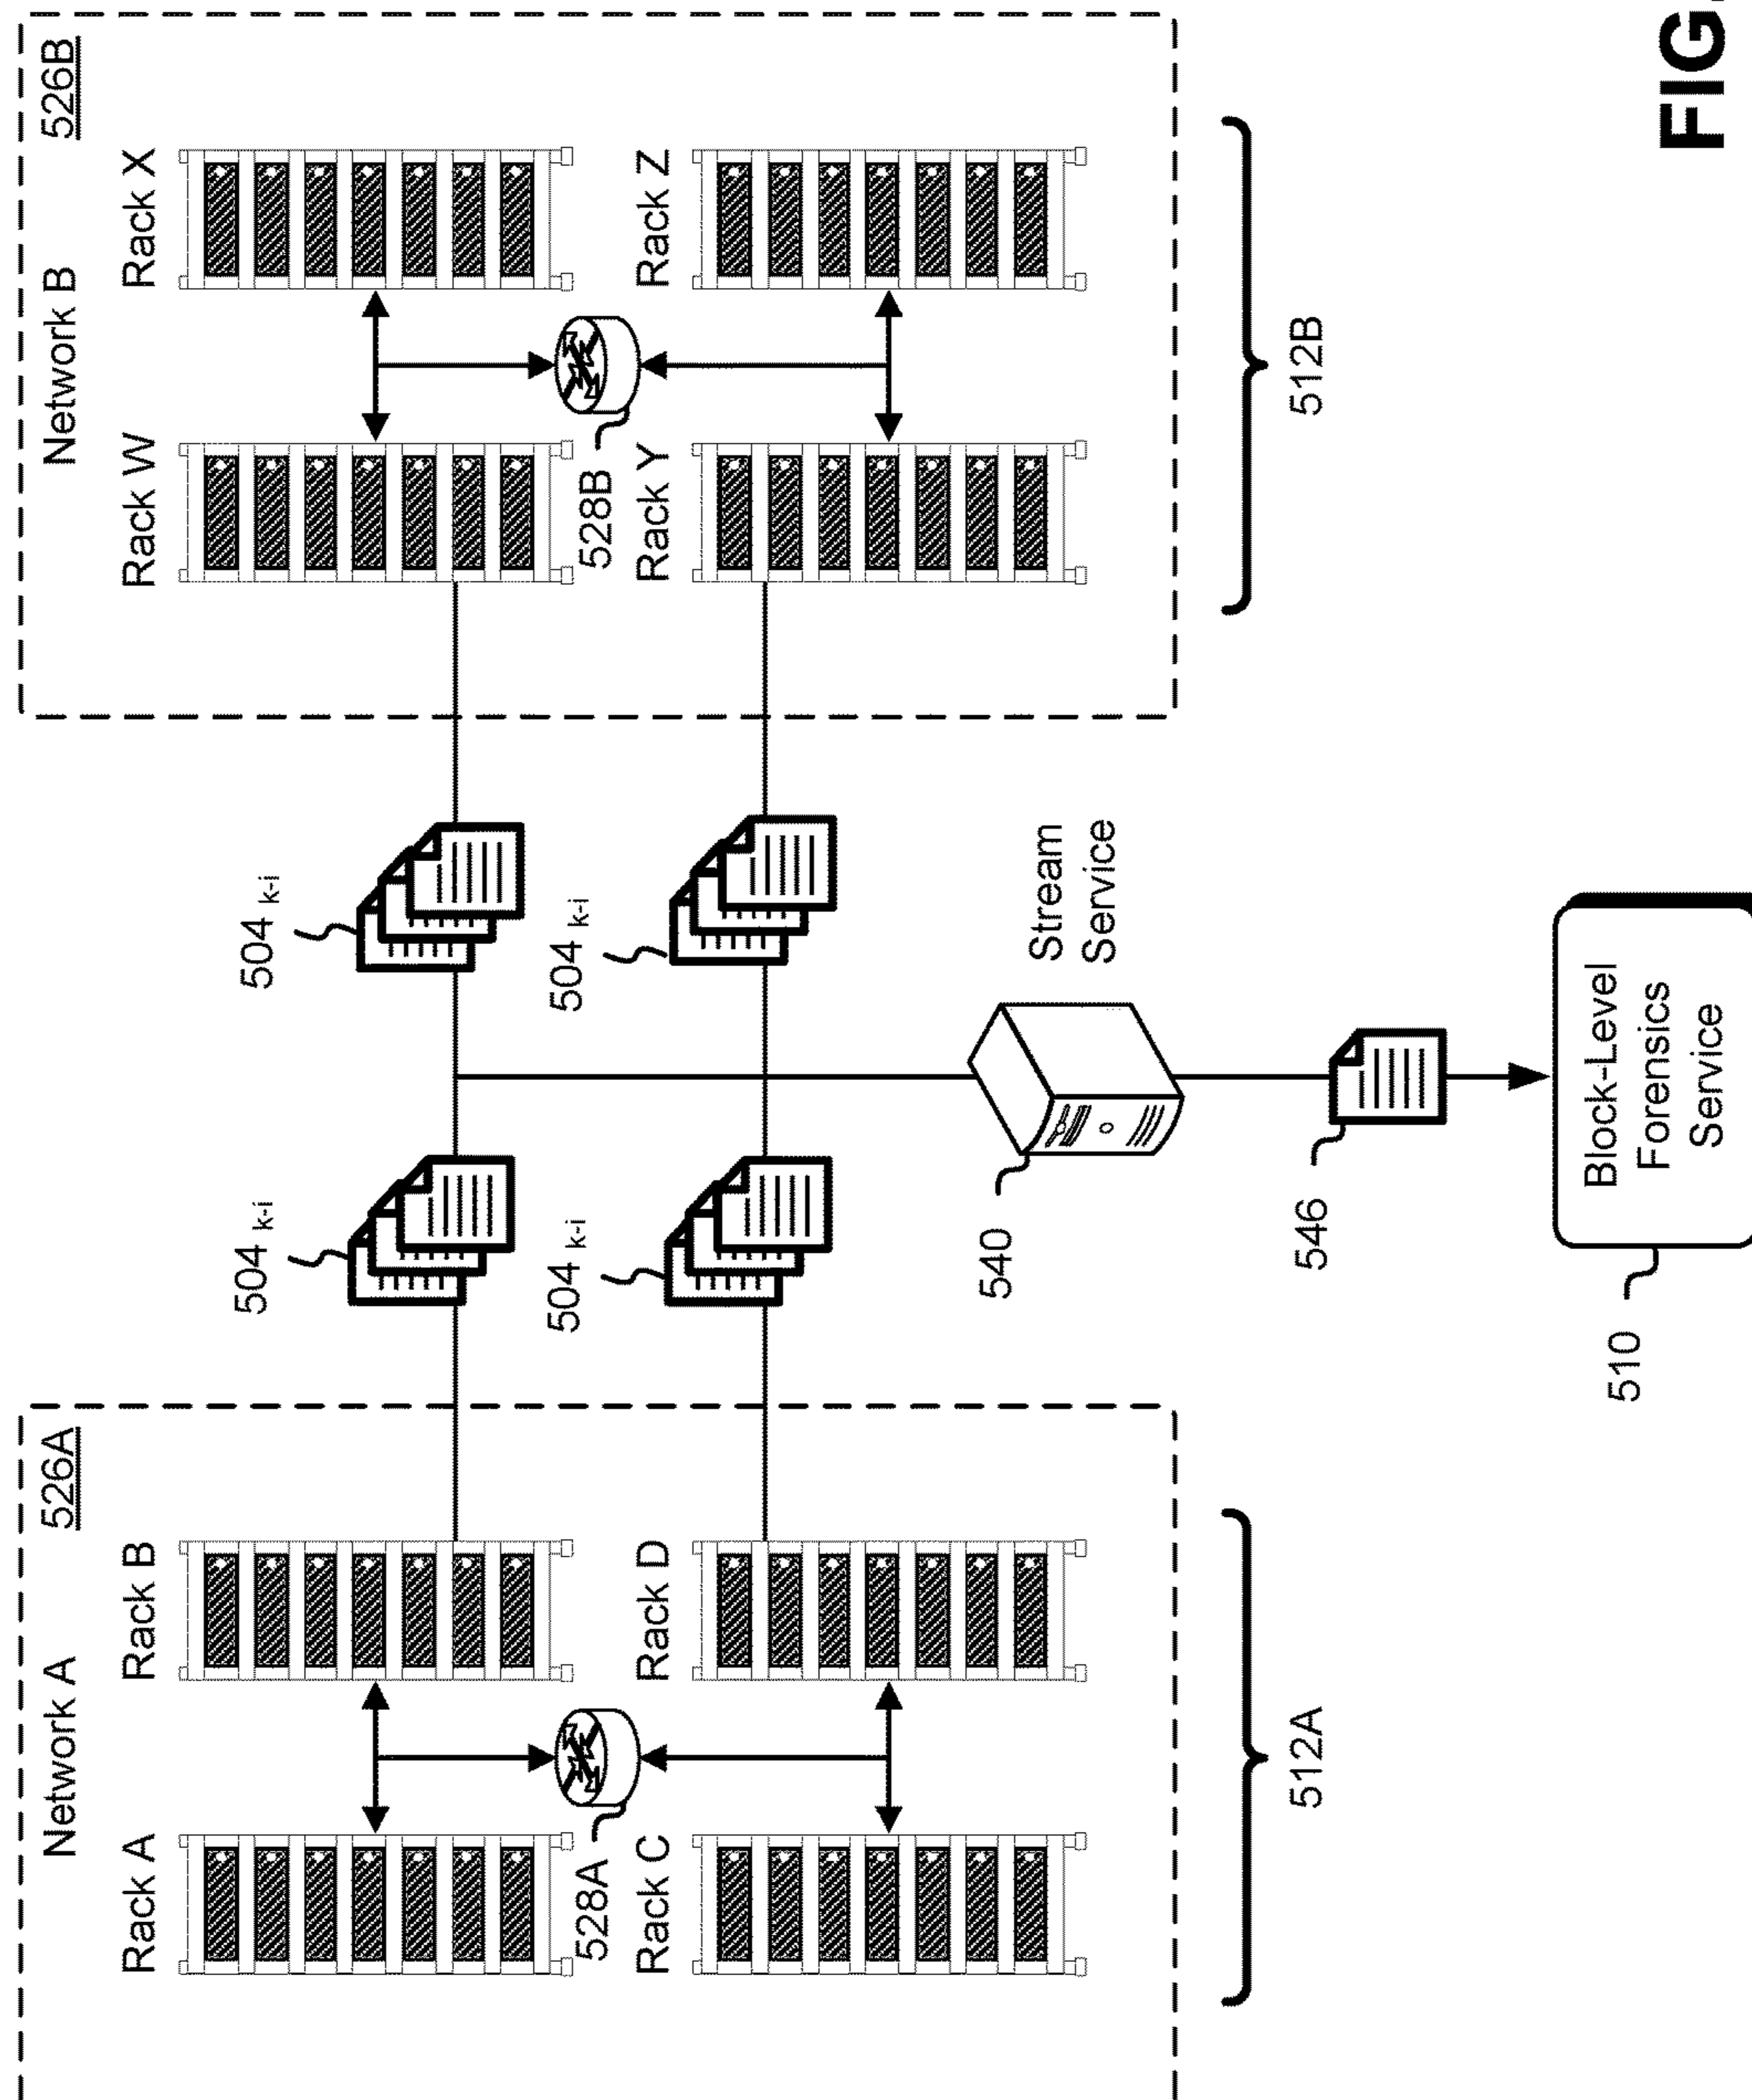 Network A
526A
Rack A
Rack B
528A
Rack C
Rack D
512A
504 k-i
504 k-i
504 k-i
504 k-i
540
Stream
Service
546
510
Block-Level
Forensics
Service
Network B
526B
Rack W
Rack X
528B
Rack Y
Rack Z
512B
FIG.